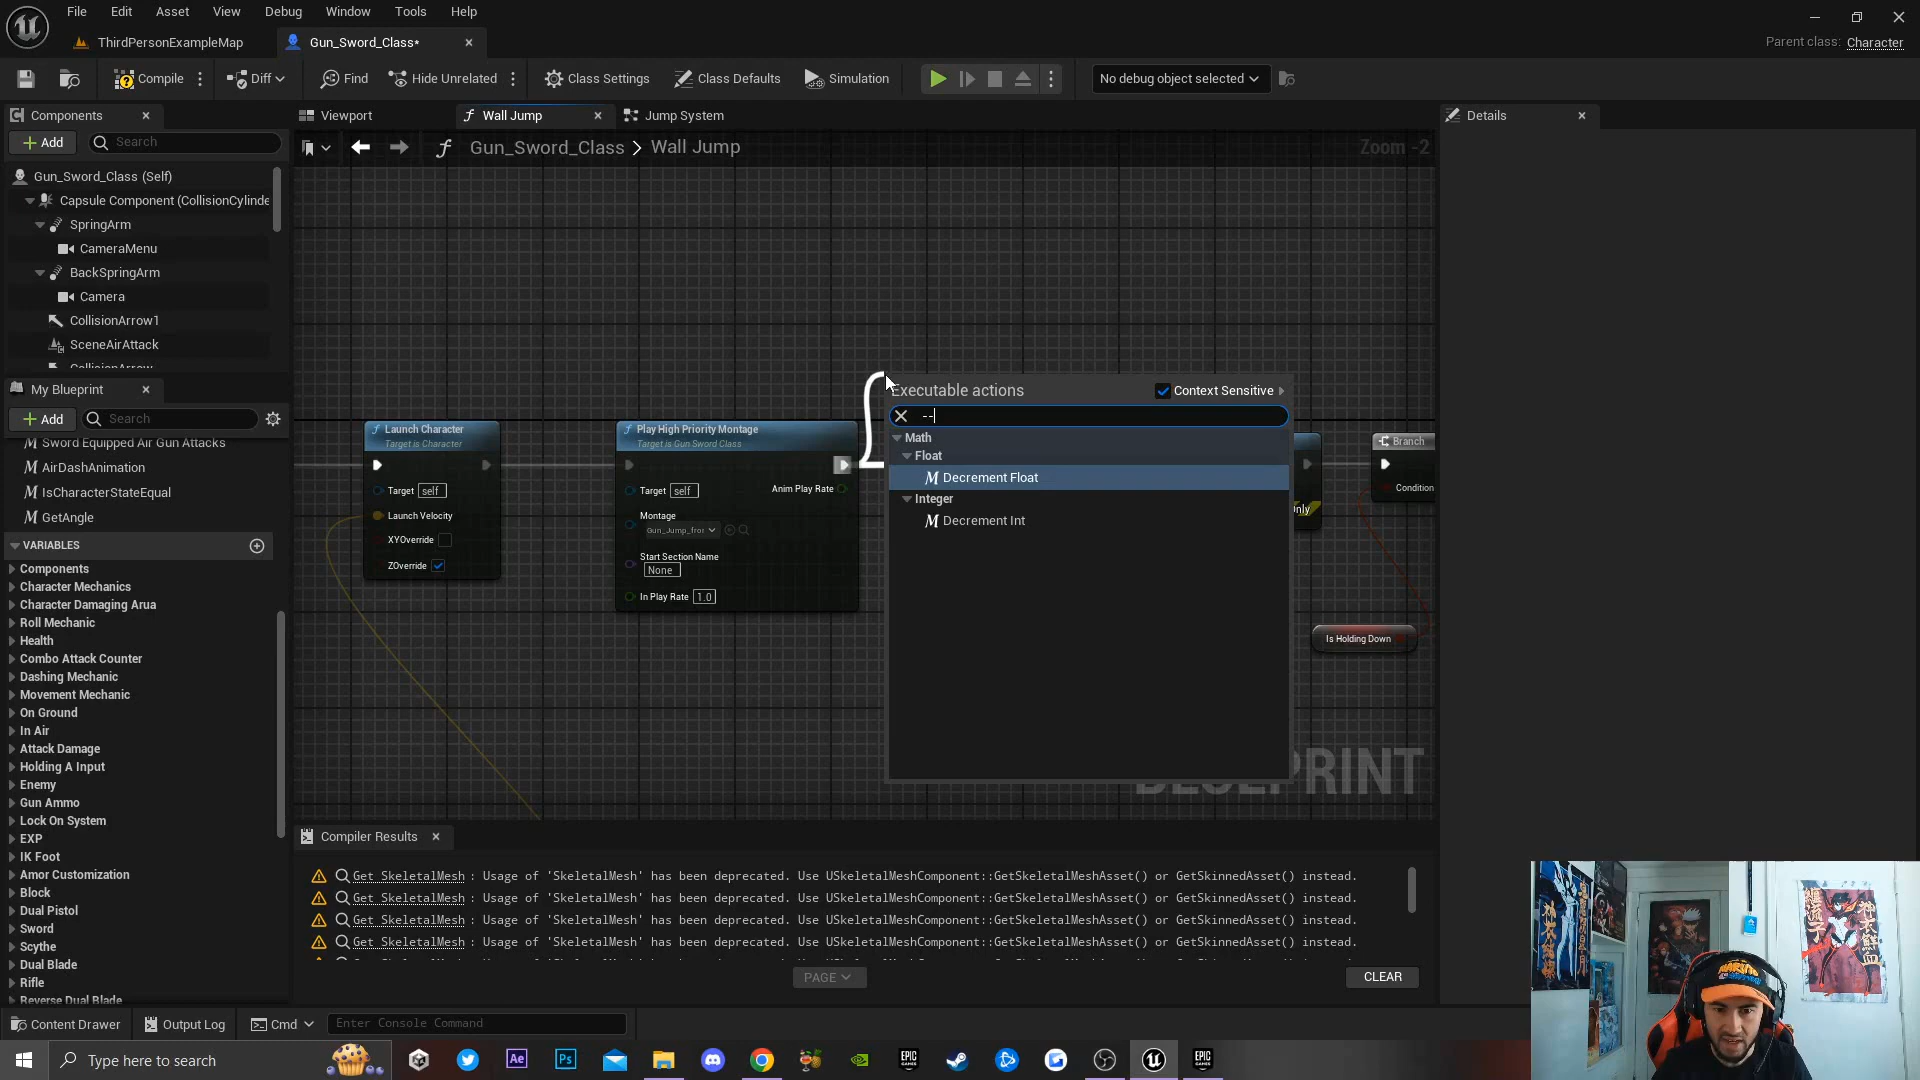 File Edit Asset View Debug Window Tools Help
ThirdPersonExampleMap
Gun_Sword_Class*
Parent class: Character
Compile
Diff
Find
Hide Unrelated
Class Settings
Class Defaults
Simulation
No debug object selected
Components
Add
Search
Gun_Sword_Class (Self)
Capsule Component (CollisionCylinde
SpringArm
CameraMenu
BackSpringArm
Camera
CollisionArrow1
SceneAirAttack
My Blueprint
Add
Search
Sword Equipped Air Gun Attacks
AirDashAnimation
IsCharacterStateEqual
GetAngle
VARIABLES
Components
Character Mechanics
Character Damaging Arua
Roll Mechanic
Health
Combo Attack Counter
Dashing Mechanic
Movement Mechanic
On Ground
In Air
Attack Damage
Holding A Input
Enemy
Gun Ammo
Lock On System
EXP
IK Foot
Amor Customization
Block
Dual Pistol
Sword
Scythe
Dual Blade
Rifle
Reverse Dual Blade
Viewport
Wall Jump
Jump System
Gun_Sword_Class > Wall Jump
Zoom -2
Launch Character
Target is Character
Target self
Launch Velocity
XYOverride
ZOverride
Play High Priority Montage
Target is Gun Sword Class
Target self
Anim Play Rate
Montage
Gun_Jump_fror
Start Section Name
None
In Play Rate 1.0
Executable actions
Context Sensitive
--
Math
Float
Decrement Float
Integer
Decrement Int
Branch
Condition
Is Holding Down
Details
Compiler Results
Get SkeletalMesh : Usage of 'SkeletalMesh' has been deprecated. Use USkeletalMeshComponent::GetSkeletalMeshAsset() or GetSkinnedAsset() instead.
Get SkeletalMesh : Usage of 'SkeletalMesh' has been deprecated. Use USkeletalMeshComponent::GetSkeletalMeshAsset() or GetSkinnedAsset() instead.
Get SkeletalMesh : Usage of 'SkeletalMesh' has been deprecated. Use USkeletalMeshComponent::GetSkeletalMeshAsset() or GetSkinnedAsset() instead.
Get SkeletalMesh : Usage of 'SkeletalMesh' has been deprecated. Use USkeletalMeshComponent::GetSkeletalMeshAsset() or GetSkinnedAsset() instead.
PAGE
CLEAR
Content Drawer
Output Log
Cmd
Enter Console Command
Type here to search
Ae
Ps
EPIC GAMES
EPIC GAMES